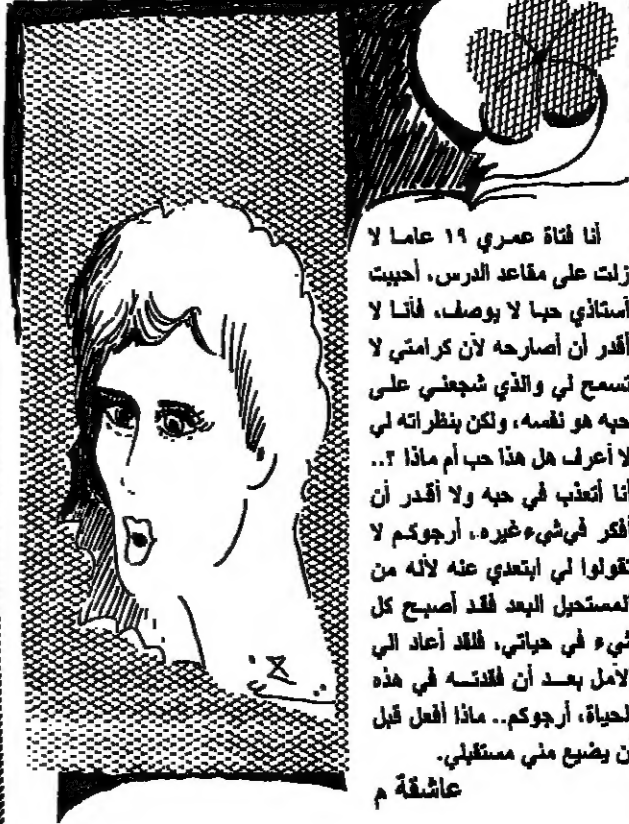 أنا فتاة عمري ١٩ عاما لا
زلت على مقاعد الدرس، أحببت
أستاذي حبا لا يوصف، فأنا لا
أقدر أن أصارحه لأن كرامتي لا
تسمح لي والذي شجعني على
حبه هو نفسه، ولكن بنظراته لي
لا أعرف هل هذا حب أم ماذا ؟..
أنا أتعذب في حبه ولا أقدر أن
أفكر في شيء غيره، أرجوكم لا
تقولوا لي ابتعدي عنه لأنه من
لمستحيل البعد فقد أصبح كل
شيء في حياتي، فلقد أعاد الي
لأمل بعد أن فقدته في هذه
لحياة، أرجوكم.. ماذا أفعل قبل
ن يضيع مني مستقبلي.
عاشقة م